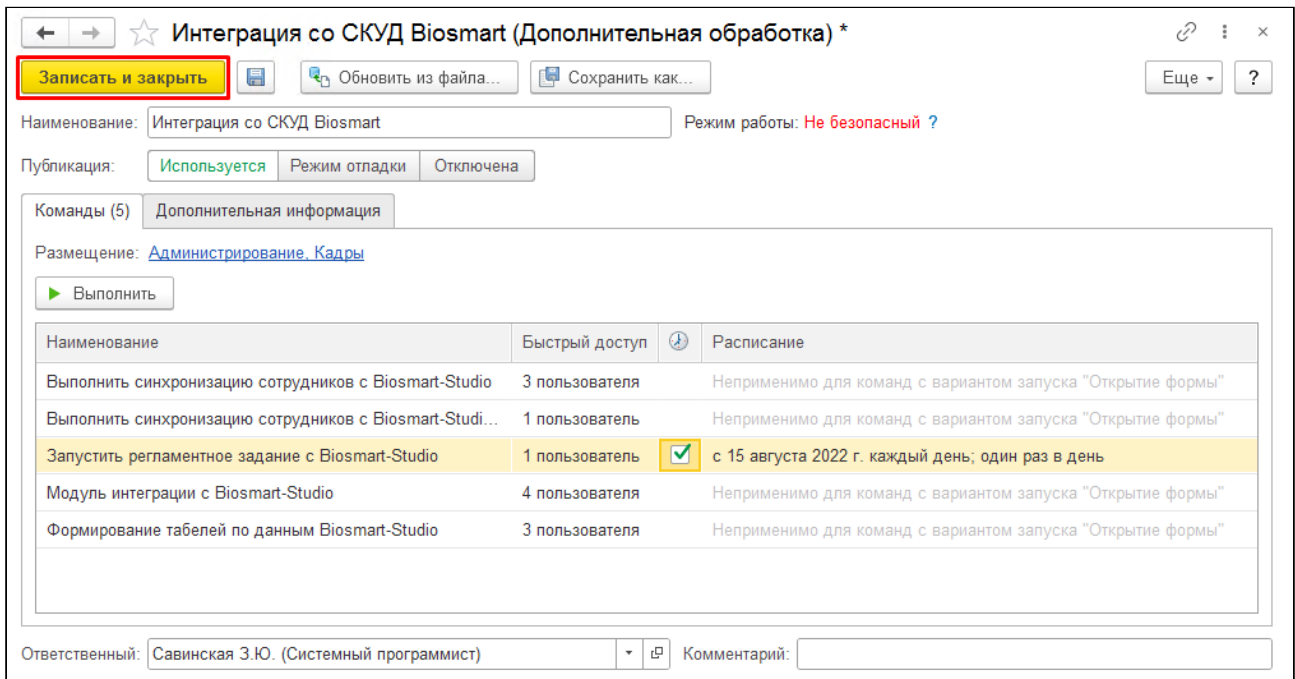 Интеграция со СКУД Biosmart (Дополнительная обработка) *
Записать и закрыть Обновить из файла... Сохранить как... Еще ?
Наименование: Интеграция со СКУД Biosmart Режим работы: Не безопасный ?
Публикация: Используется Режим отладки Отключена
Команды (5) Дополнительная информация
Размещение: Администрирование, Кадры
Выполнить
Наименование Быстрый доступ Расписание
Выполнить синхронизацию сотрудников с Biosmart-Studio 3 пользователя Неприменимо для команд с вариантом запуска "Открытие формы"
Выполнить синхронизацию сотрудников с Biosmart-Studi... 1 пользователь Неприменимо для команд с вариантом запуска "Открытие формы"
Запустить регламентное задание с Biosmart-Studio 1 пользователь с 15 августа 2022 г. каждый день; один раз в день
Модуль интеграции с Biosmart-Studio 4 пользователя Неприменимо для команд с вариантом запуска "Открытие формы"
Формирование табелей по данным Biosmart-Studio 3 пользователя Неприменимо для команд с вариантом запуска "Открытие формы"
Ответственный: Савинская З.Ю. (Системный программист) Комментарий: